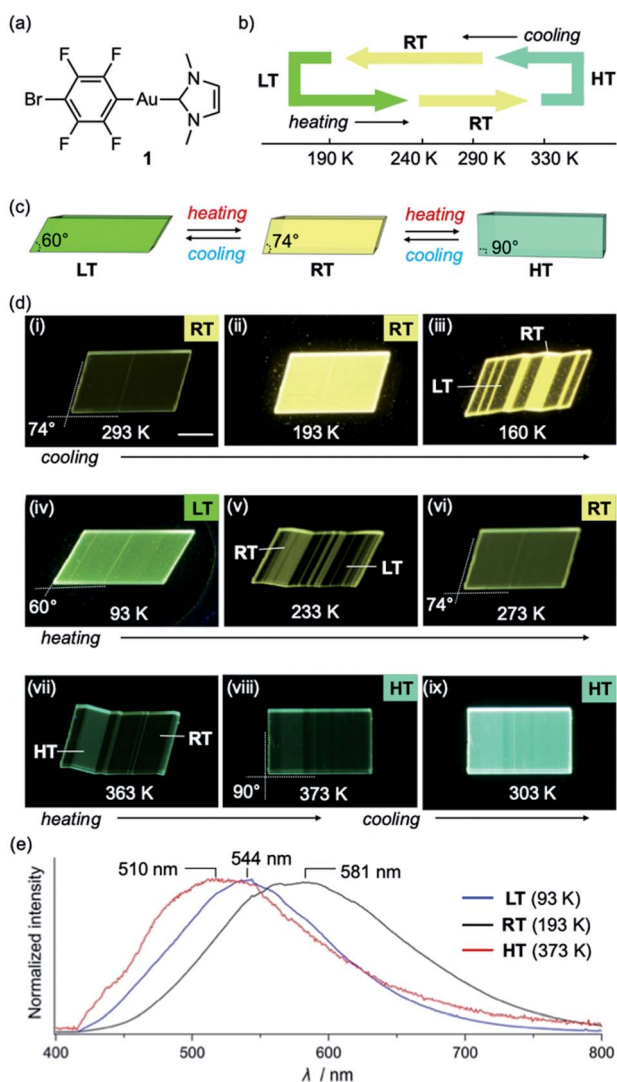 (a)
F
F
Br
Au
N
N
F
F
1
b)
RT
cooling
LT
HT
heating
RT
190 K
240 K
290 K
330 K
(c)
60°
heating
cooling
LT
74°
RT
heating
cooling
90°
HT
(d)
(i)
RT
74°
293 K
(ii)
RT
193 K
(iii)
RT
LT
160 K
cooling
(iv)
LT
60°
93 K
(v)
RT
LT
233 K
(vi)
RT
74°
273 K
heating
(vii)
HT
RT
363 K
(viii)
HT
90°
373 K
(ix)
HT
303 K
heating
cooling
(e)
Normalized intensity
510 nm
544 nm
581 nm
LT (93 K)
RT (193 K)
HT (373 K)
400
500
600
700
800
λ / nm